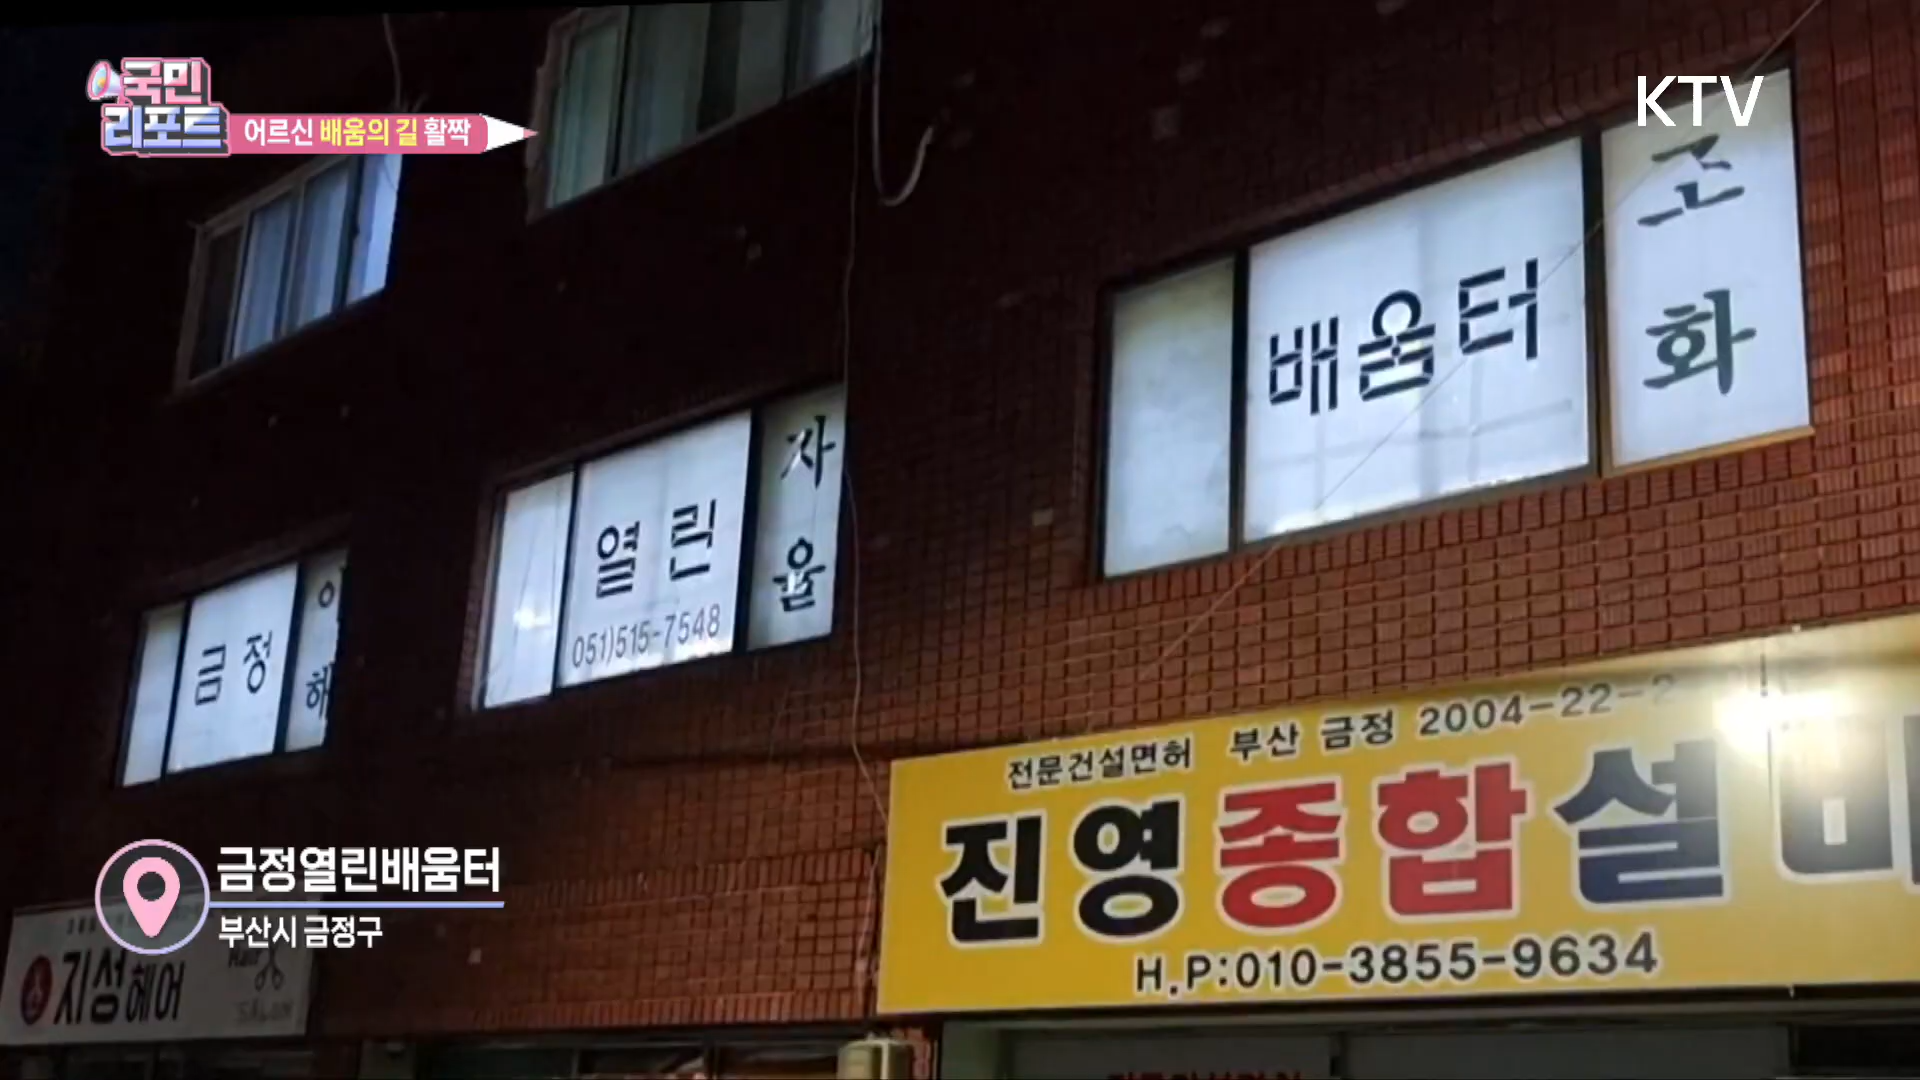 국민
리포트
어르신 배움의 길 활짝
KTV
조화
배움터
자율
열린
051)515-7548
금정
전문건설면허 부산 금정 2004-22-2
진영종합설비
H.P:010-3855-9634
금정열린배움터
부산시 금정구
지성헤어
Hair